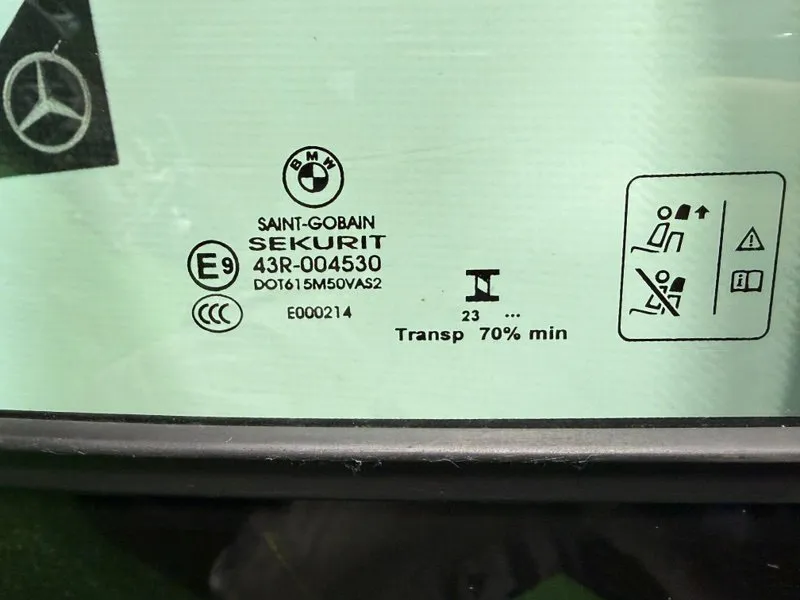 BMW
SAINT-GOBAIN
SEKURIT
E9 43R-004530
DOT615M50VAS2
CCC E000214
23 ...
Transp 70% min
i